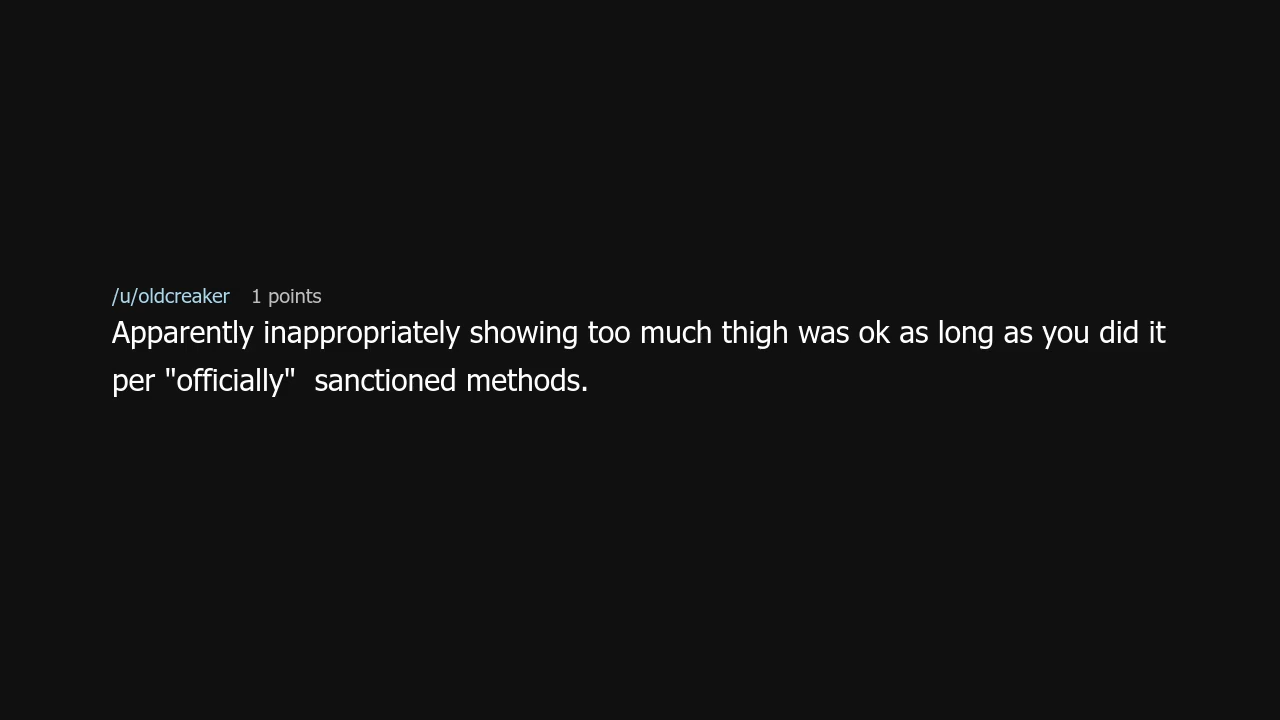 /u/oldcreaker 1 points
Apparently inappropriately showing too much thigh was ok as long as you did it
per "officially"  sanctioned methods.